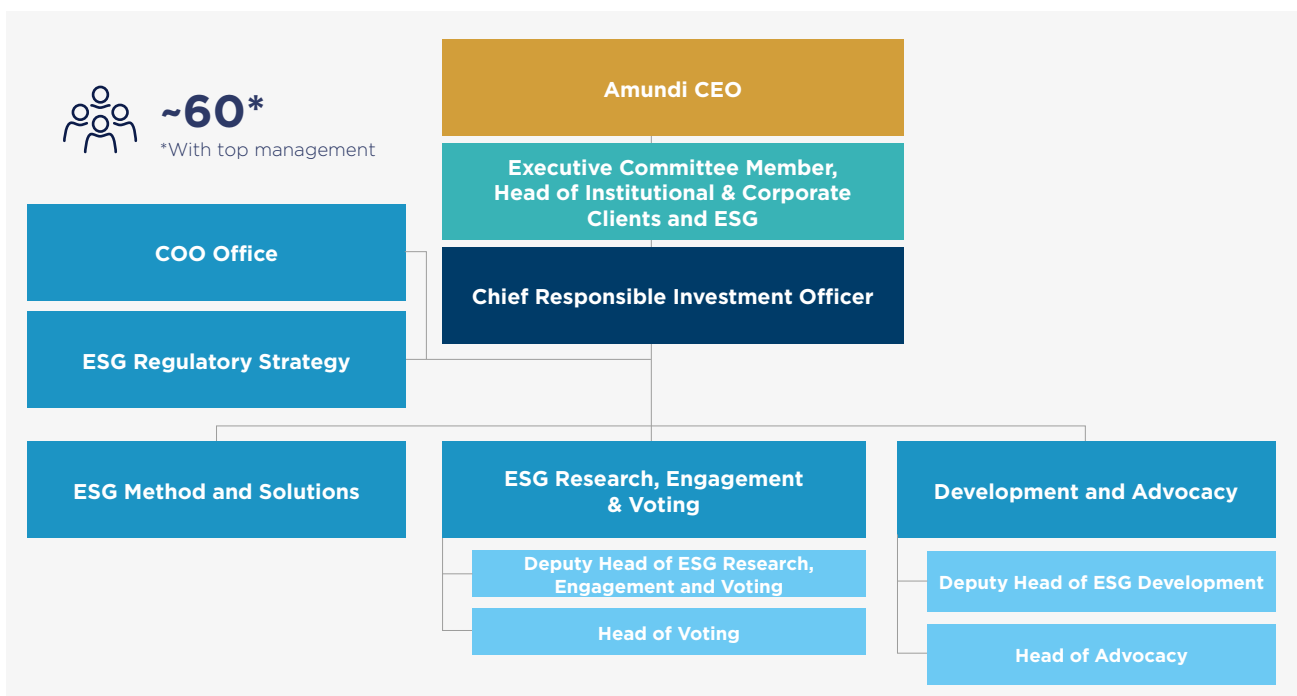 ~60*
*With top management
Amundi CEO
Executive Committee Member,
Head of Institutional & Corporate
Clients and ESG
COO Office
Chief Responsible Investment Officer
ESG Regulatory Strategy
ESG Method and Solutions
ESG Research, Engagement
& Voting
Deputy Head of ESG Research,
Engagement and Voting
Head of Voting
Development and Advocacy
Deputy Head of ESG Development
Head of Advocacy